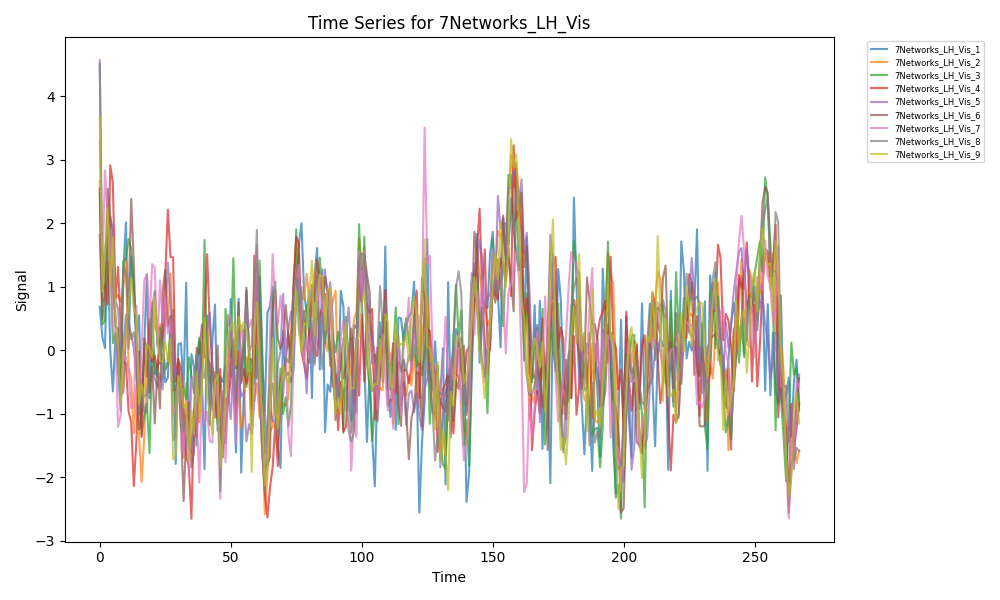 Time Series for 7Networks_LH_Vis
Signal
4
3
2
1
0
−1
−2
−3
0
50
100
150
200
250
Time
7Networks_LH_Vis_1
7Networks_LH_Vis_2
7Networks_LH_Vis_3
7Networks_LH_Vis_4
7Networks_LH_Vis_5
7Networks_LH_Vis_6
7Networks_LH_Vis_7
7Networks_LH_Vis_8
7Networks_LH_Vis_9